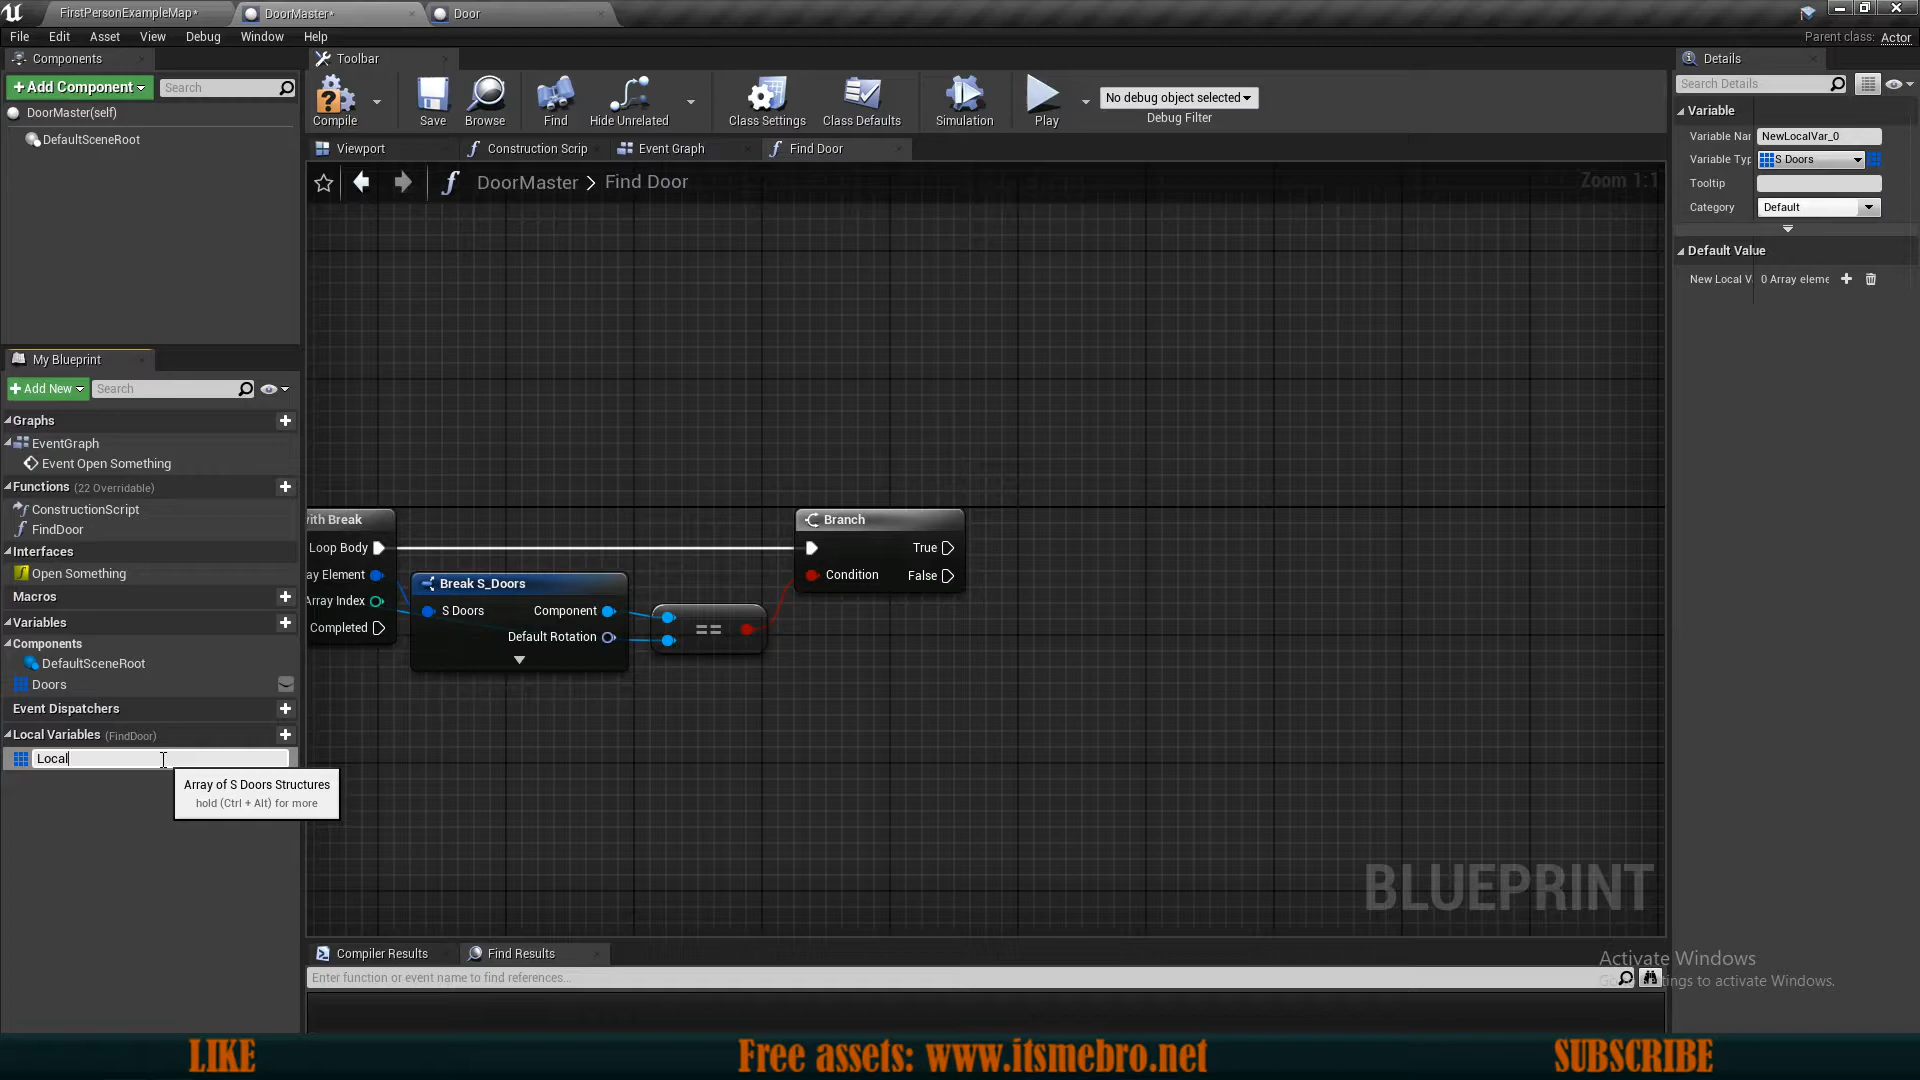 FirstPersonExampleMap*
DoorMaster*
Door
File Edit Asset View Debug Window Help
Parent class: Actor
Components
Toolbar
Details
+Add Component
Search
DoorMaster(self)
DefaultSceneRoot
Compile
Save
Browse
Find
Hide Unrelated
Class Settings
Class Defaults
Simulation
Play
No debug object selected
Debug Filter
Viewport
Construction Scrip
Event Graph
Find Door
DoorMaster > Find Door
Zoom 1:1
Search Details
Variable
Variable Nar NewLocalVar_0
Variable Typ S Doors
Tooltip
Category Default
Default Value
New Local V 0 Array eleme
My Blueprint
+Add New
Search
Graphs
EventGraph
Event Open Something
Functions (22 Overridable)
ConstructionScript
FindDoor
Interfaces
Open Something
Macros
Variables
Components
DefaultSceneRoot
Doors
Event Dispatchers
Local Variables (FindDoor)
Local
Array of S Doors Structures
hold (Ctrl + Alt) for more
vith Break
Loop Body
ay Element
Array Index
Completed
Break S_Doors
S Doors
Component
Default Rotation
==
Branch
True
Condition
False
BLUEPRINT
Compiler Results
Find Results
Enter function or event name to find references...
Activate Windows
tings to activate Windows.
LIKE
Free assets: www.itsmebro.net
SUBSCRIBE